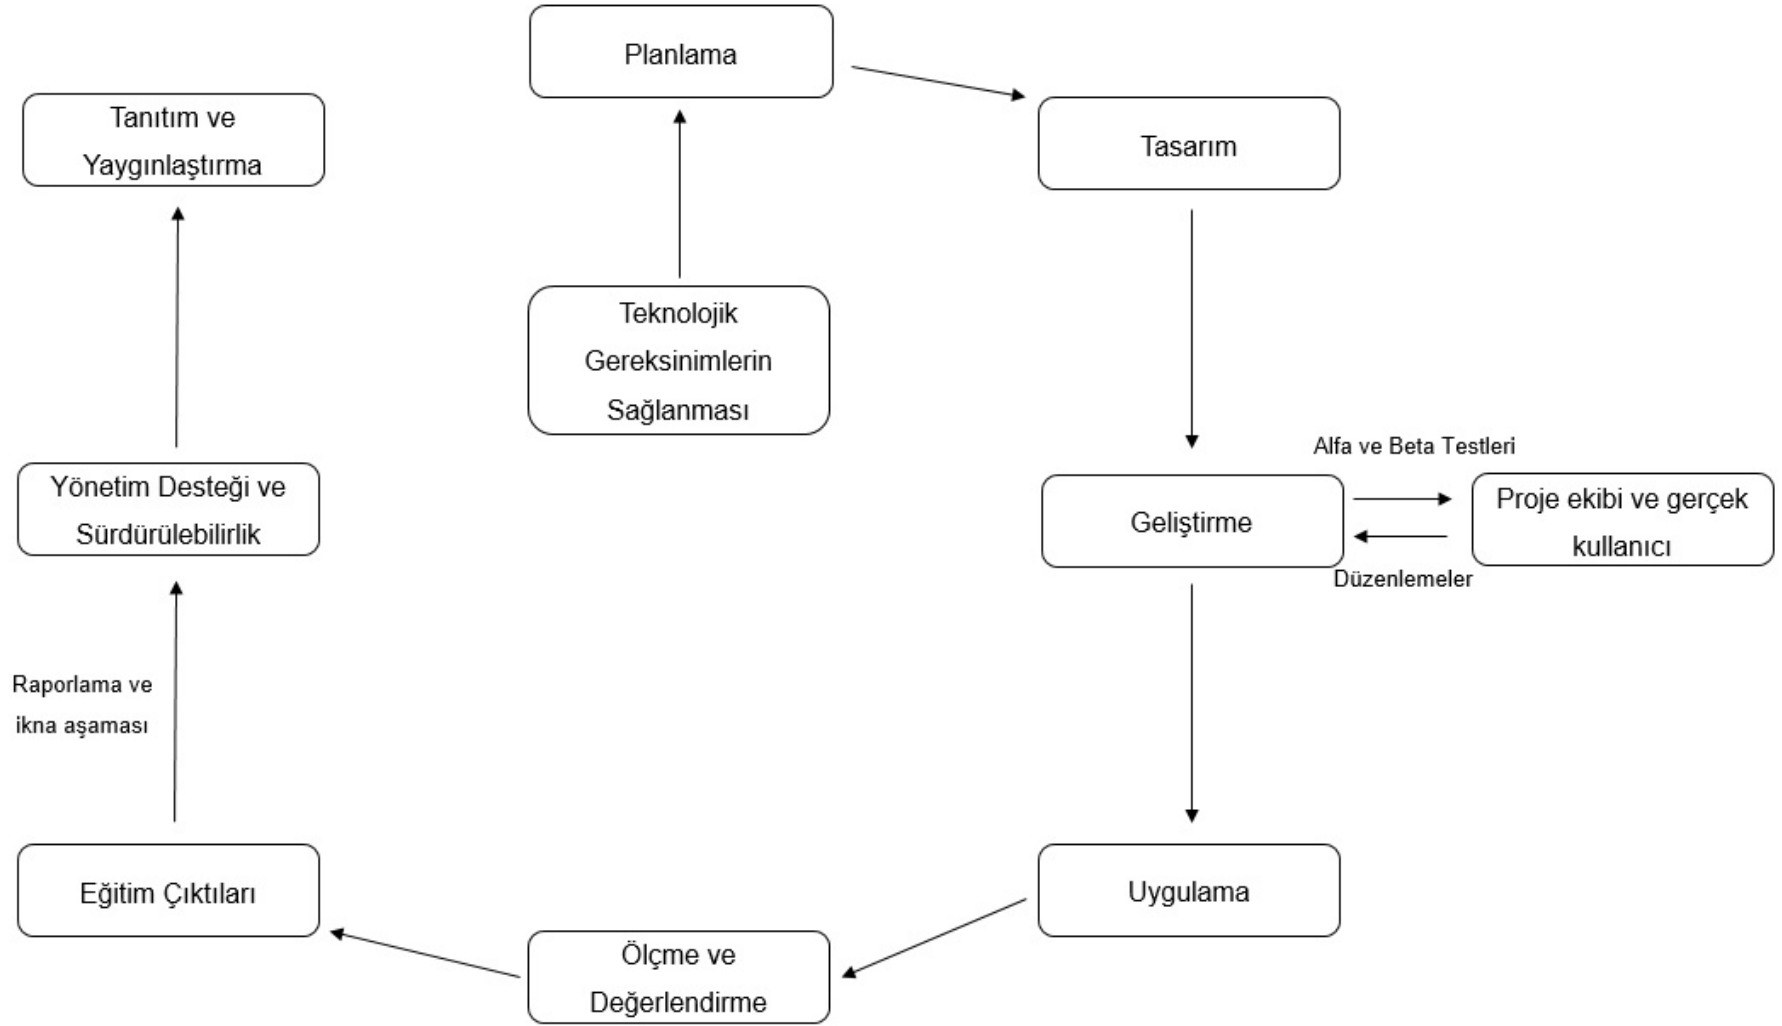 Planlama
Tasarım
Tanıtım ve
Yaygınlaştırma
Teknolojik
Gereksinimlerin
Sağlanması
Alfa ve Beta Testleri
Geliştirme
Proje ekibi ve gerçek
kullanıcı
Düzenlemeler
Yönetim Desteği ve
Sürdürülebilirlik
Raporlama ve
ikna aşaması
Eğitim Çıktıları
Ölçme ve
Değerlendirme
Uygulama